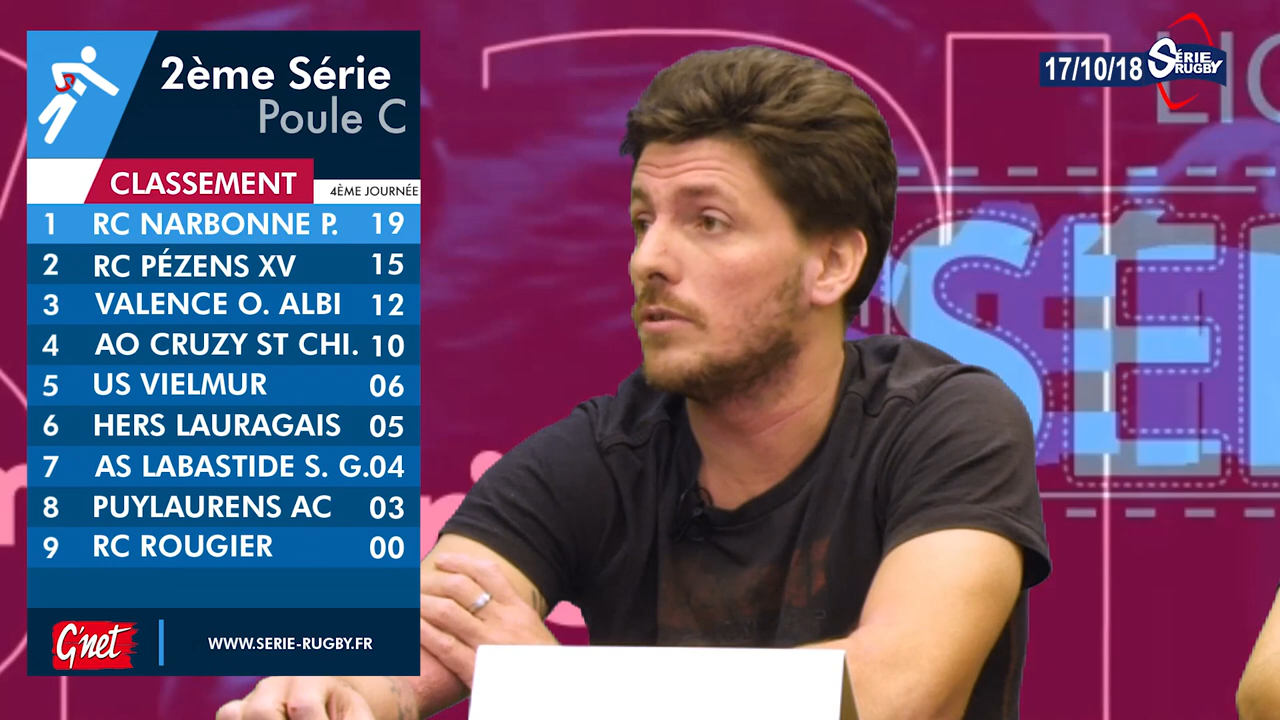 2ème Série
Poule C
CLASSEMENT 4ÈME JOURNÉE
1 RC NARBONNE P. 19
2 RC PÉZENS XV 15
3 VALENCE O. ALBI 12
4 AO CRUZY ST CHI. 10
5 US VIELMUR 06
6 HERS LAURAGAIS 05
7 AS LABASTIDE S. G. 04
8 PUYLAURENS AC 03
9 RC ROUGIER 00
G'net WWW.SERIE-RUGBY.FR
17/10/18 SÉRIE RUGBY